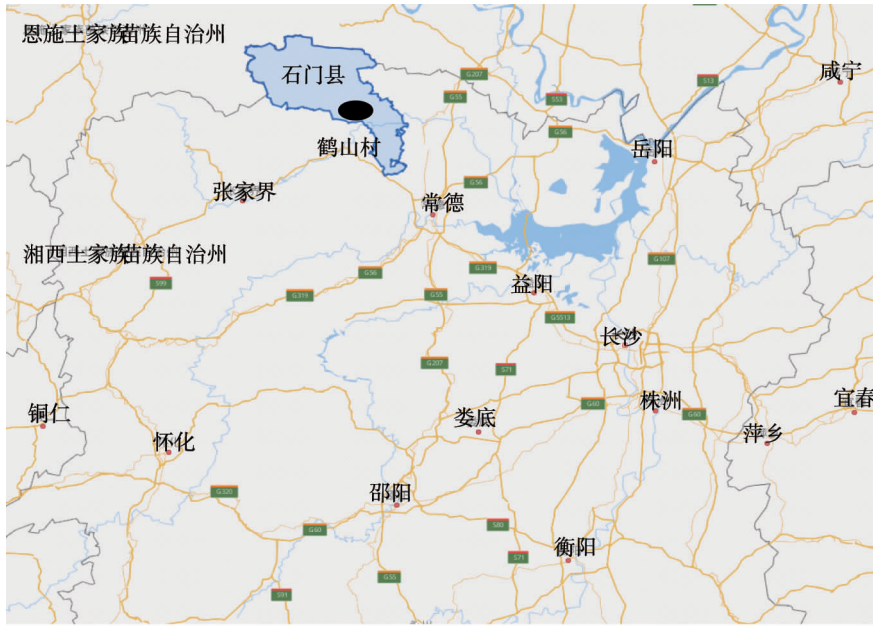 恩施土家族苗族自治州
石门县
咸宁
G207
S13
G55
S53
G56
鹤山村
岳阳
张家界
G56
常德
湘西土家族苗族自治州
G56
G319
G107
S99
益阳
G319
G55
G5513
长沙
G207
S71
铜仁
娄底
G60
株洲
G60
宜春
怀化
萍乡
G320
邵阳
G60
S80
衡阳
S71
G55
S91